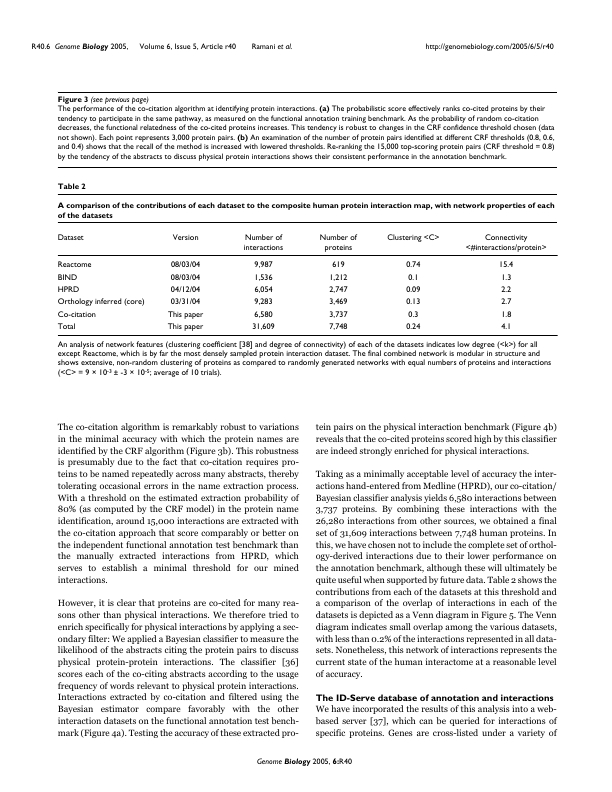 R40.6 Genome Biology 2005, Volume 6, Issue 5, Article r40 Ramani et al. http://genomebiology.com/2005/6/5/r40
Figure 3 (see previous page)
The performance of the co-citation algorithm at identifying protein interactions. (a) The probabilistic score effectively ranks co-cited proteins by their
tendency to participate in the same pathway, as measured on the functional annotation training benchmark. As the probability of random co-citation
decreases, the functional relatedness of the co-cited proteins increases. This tendency is robust to changes in the CRF confidence threshold chosen (data
not shown). Each point represents 3,000 protein pairs. (b) An examination of the number of protein pairs identified at different CRF thresholds (0.8, 0.6,
and 0.4) shows that the recall of the method is increased with lowered thresholds. Re-ranking the 15,000 top-scoring protein pairs (CRF threshold = 0.8)
by the tendency of the abstracts to discuss physical protein interactions shows their consistent performance in the annotation benchmark.
Table 2
A comparison of the contributions of each dataset to the composite human protein interaction map, with network properties of each
of the datasets
Dataset Version Number of Number of Clustering <C> Connectivity
interactions proteins <#interactions/protein>
Reactome 08/03/04 9,987 619 0.74 15.4
BIND 08/03/04 1,536 1,212 0.1 1.3
HPRD 04/12/04 6,054 2,747 0.09 2.2
Orthology inferred (core) 03/31/04 9,283 3,469 0.13 2.7
Co-citation This paper 6,580 3,737 0.3 1.8
Total This paper 31,609 7,748 0.24 4.1
An analysis of network features (clustering coefficient [38] and degree of connectivity) of each of the datasets indicates low degree (<k>) for all
except Reactome, which is by far the most densely sampled protein interaction dataset. The final combined network is modular in structure and
shows extensive, non-random clustering of proteins as compared to randomly generated networks with equal numbers of proteins and interactions
(<C> = 9 × 10-3 ± -3 × 10-5; average of 10 trials).
The co-citation algorithm is remarkably robust to variations
in the minimal accuracy with which the protein names are
identified by the CRF algorithm (Figure 3b). This robustness
is presumably due to the fact that co-citation requires pro-
teins to be named repeatedly across many abstracts, thereby
tolerating occasional errors in the name extraction process.
With a threshold on the estimated extraction probability of
80% (as computed by the CRF model) in the protein name
identification, around 15,000 interactions are extracted with
the co-citation approach that score comparably or better on
the independent functional annotation test benchmark than
the manually extracted interactions from HPRD, which
serves to establish a minimal threshold for our mined
interactions.
However, it is clear that proteins are co-cited for many rea-
sons other than physical interactions. We therefore tried to
enrich specifically for physical interactions by applying a sec-
ondary filter: We applied a Bayesian classifier to measure the
likelihood of the abstracts citing the protein pairs to discuss
physical protein-protein interactions. The classifier [36]
scores each of the co-citing abstracts according to the usage
frequency of words relevant to physical protein interactions.
Interactions extracted by co-citation and filtered using the
Bayesian estimator compare favorably with the other
interaction datasets on the functional annotation test bench-
mark (Figure 4a). Testing the accuracy of these extracted pro-
tein pairs on the physical interaction benchmark (Figure 4b)
reveals that the co-cited proteins scored high by this classifier
are indeed strongly enriched for physical interactions.
Taking as a minimally acceptable level of accuracy the inter-
actions hand-entered from Medline (HPRD), our co-citation/
Bayesian classifier analysis yields 6,580 interactions between
3,737 proteins. By combining these interactions with the
26,280 interactions from other sources, we obtained a final
set of 31,609 interactions between 7,748 human proteins. In
this, we have chosen not to include the complete set of orthol-
ogy-derived interactions due to their lower performance on
the annotation benchmark, although these will ultimately be
quite useful when supported by future data. Table 2 shows the
contributions from each of the datasets at this threshold and
a comparison of the overlap of interactions in each of the
datasets is depicted as a Venn diagram in Figure 5. The Venn
diagram indicates small overlap among the various datasets,
with less than 0.2% of the interactions represented in all data-
sets. Nonetheless, this network of interactions represents the
current state of the human interactome at a reasonable level
of accuracy.
The ID-Serve database of annotation and interactions
We have incorporated the results of this analysis into a web-
based server [37], which can be queried for interactions of
specific proteins. Genes are cross-listed under a variety of
Genome Biology 2005, 6:R40